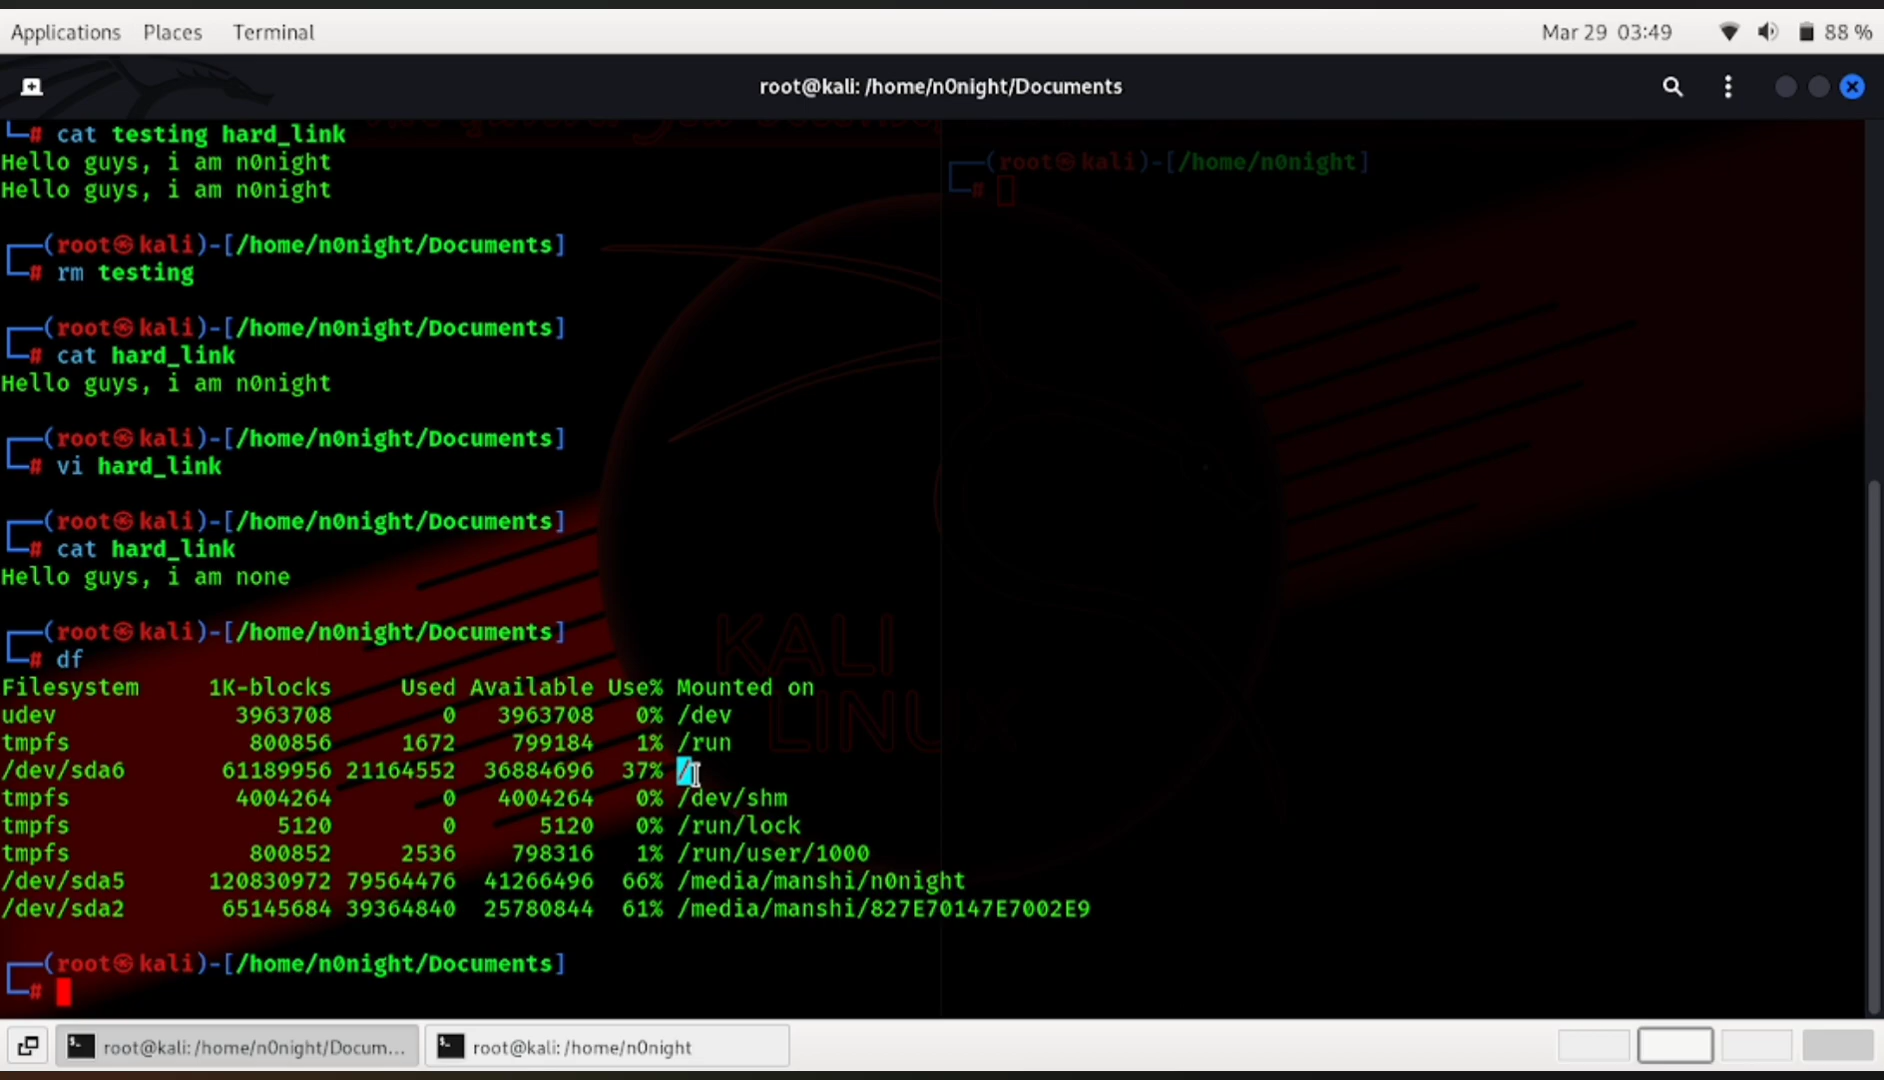 Applications Places Terminal Mar 29 03:49 88 %
root@kali: /home/n0night/Documents
└─# cat testing hard_link
Hello guys, i am n0night
Hello guys, i am n0night
┌──(root㉿kali)-[/home/n0night/Documents]
└─# rm testing
┌──(root㉿kali)-[/home/n0night/Documents]
└─# cat hard_link
Hello guys, i am n0night
┌──(root㉿kali)-[/home/n0night/Documents]
└─# vi hard_link
┌──(root㉿kali)-[/home/n0night/Documents]
└─# cat hard_link
Hello guys, i am none
┌──(root㉿kali)-[/home/n0night/Documents]
└─# df
Filesystem 1K-blocks Used Available Use% Mounted on
udev 3963708 0 3963708 0% /dev
tmpfs 800856 1672 799184 1% /run
/dev/sda6 61189956 21164552 36884696 37% /
tmpfs 4004264 0 4004264 0% /dev/shm
tmpfs 5120 0 5120 0% /run/lock
tmpfs 800852 2536 798316 1% /run/user/1000
/dev/sda5 120830972 79564476 41266496 66% /media/manshi/n0night
/dev/sda2 65145684 39364840 25780844 61% /media/manshi/827E70147E7002E9
┌──(root㉿kali)-[/home/n0night/Documents]
└─#
┌──(root㉿kali)-[/home/n0night]
└─#
KALI
LINUX
root@kali: /home/n0night/Docum...
root@kali: /home/n0night